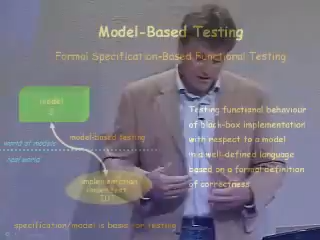 Model-Based Testing
Formal Specification-Based Functional Testing
model
Testing functional behaviour
of black-box implementation
with respect to a model
in a well-defined language
based on a formal definition
of correctness
model-based testing
world of models
real world
implementation
IUT
specification/model is basis for testing